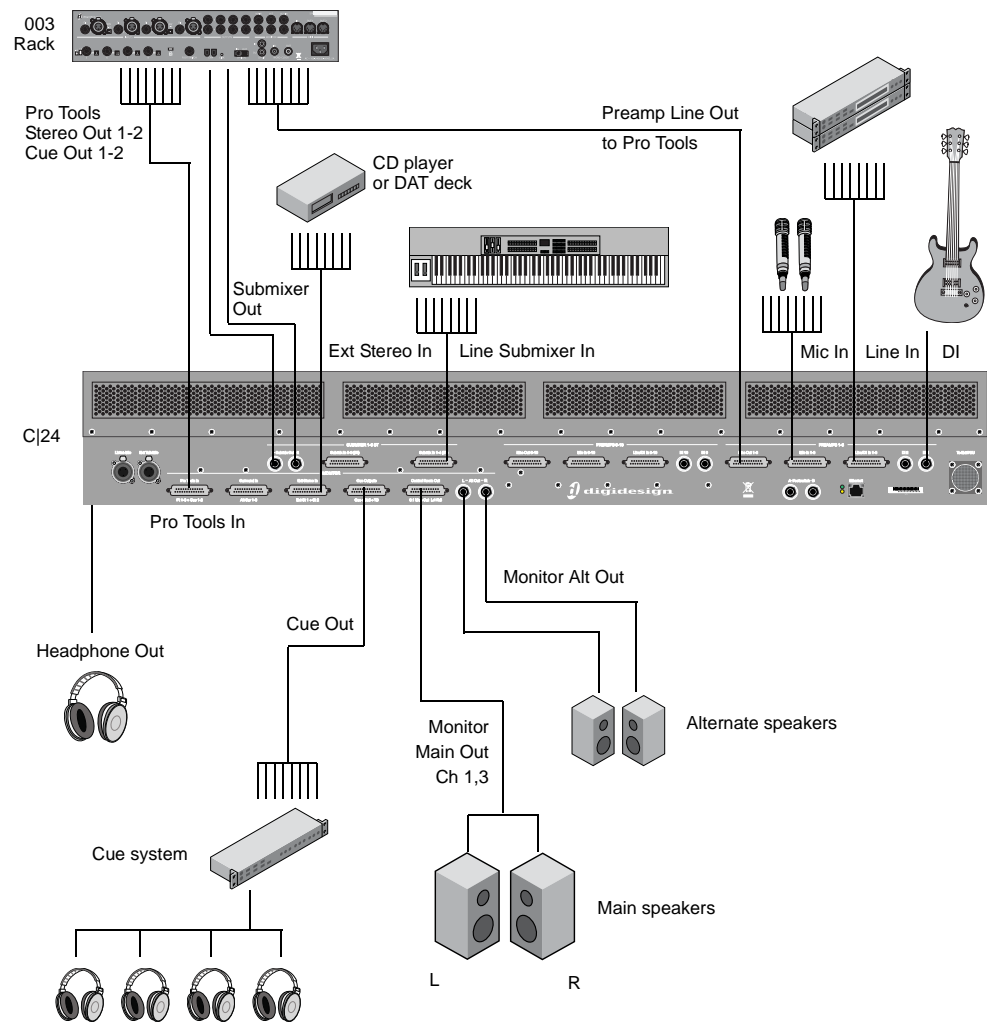 003
Rack
Pro Tools
Stereo Out 1-2
Cue Out 1-2
Preamp Line Out
to Pro Tools
CD player
or DAT deck
Submixer
Out
Ext Stereo In
Line Submixer In
Mic In
Line In
DI
C|24
digidesign
Pro Tools In
Monitor Alt Out
Cue Out
Headphone Out
Alternate speakers
Monitor
Main Out
Ch 1,3
Cue system
Main speakers
L
R